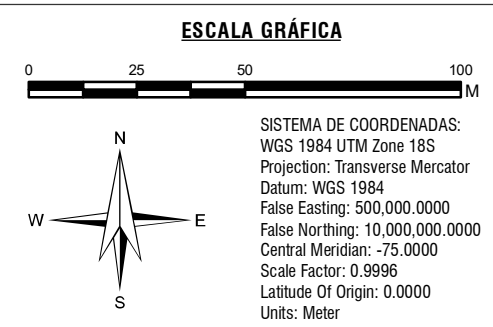 ESCALA GRÁFICA
0 25 50 100
M
SISTEMA DE COORDENADAS:
WGS 1984 UTM Zone 18S
Projection: Transverse Mercator
Datum: WGS 1984
False Easting: 500,000.0000
False Northing: 10,000,000.0000
Central Meridian: -75.0000
Scale Factor: 0.9996
Latitude Of Origin: 0.0000
Units: Meter
N
W E
S